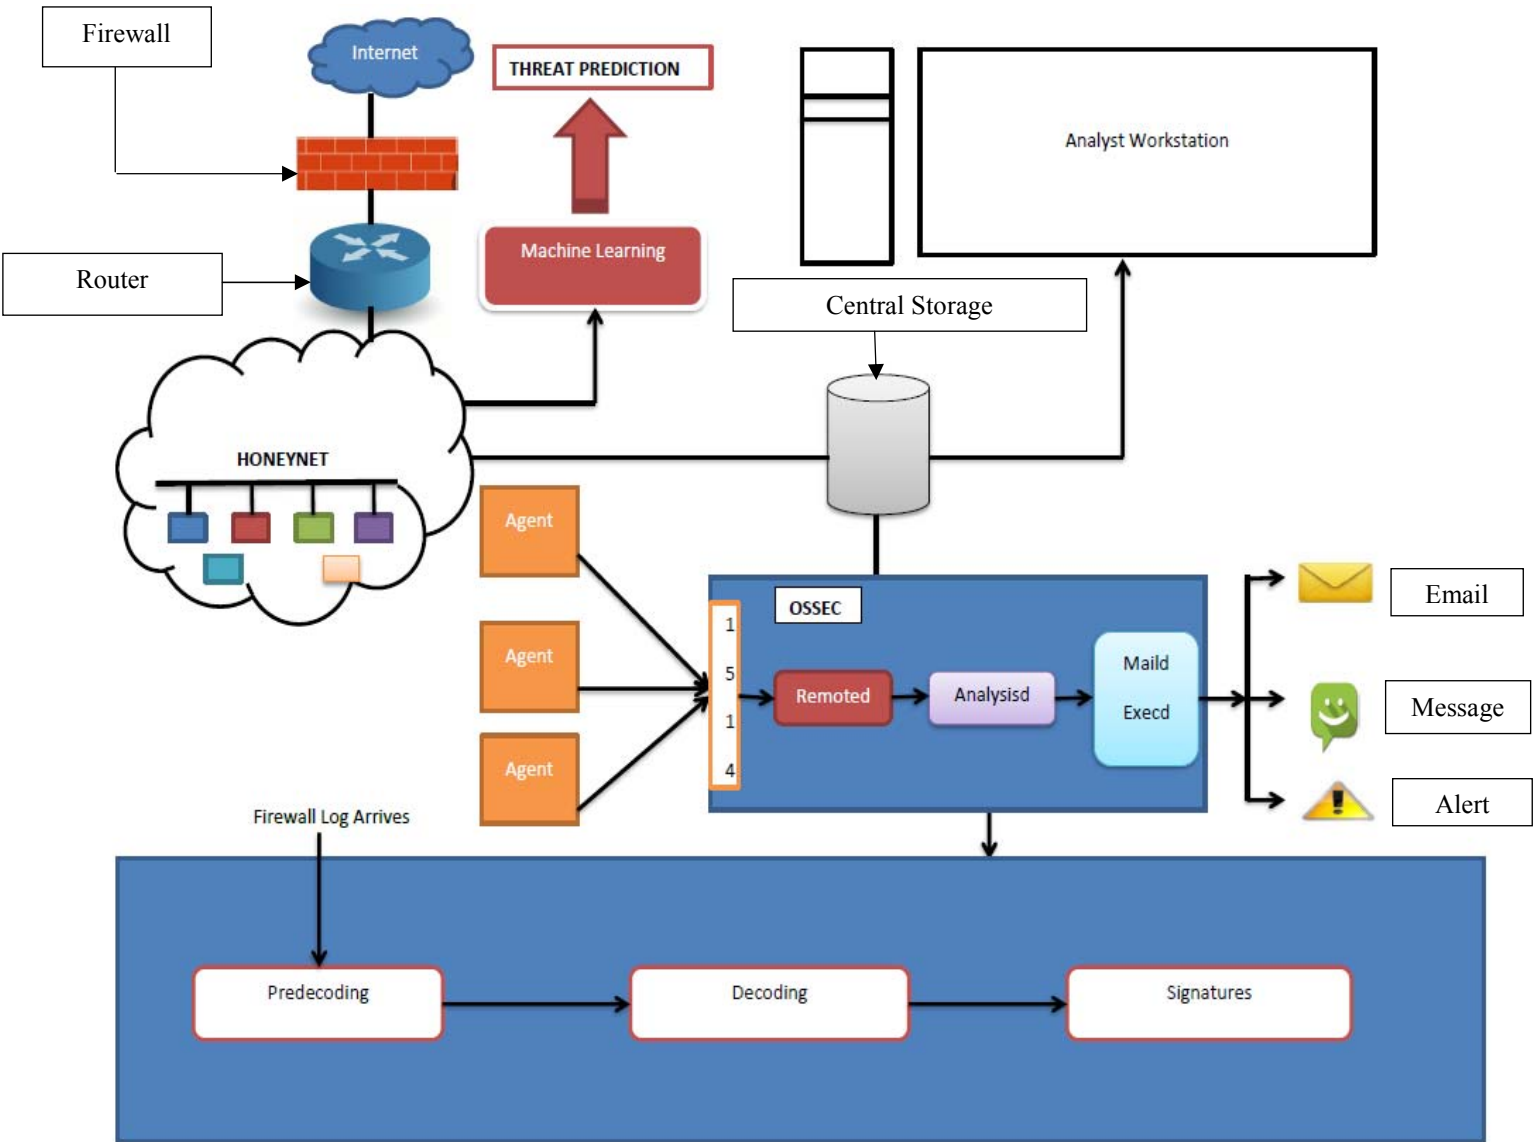 Firewall
Internet
THREAT PREDICTION
Analyst Workstation
Machine Learning
Router
Central Storage
HONEYNET
Agent
OSSEC
Email
1
5
1
4
Agent
Remoted
Analysisd
Maild
Execd
Message
Agent
Alert
Firewall Log Arrives
Predecoding
Decoding
Signatures